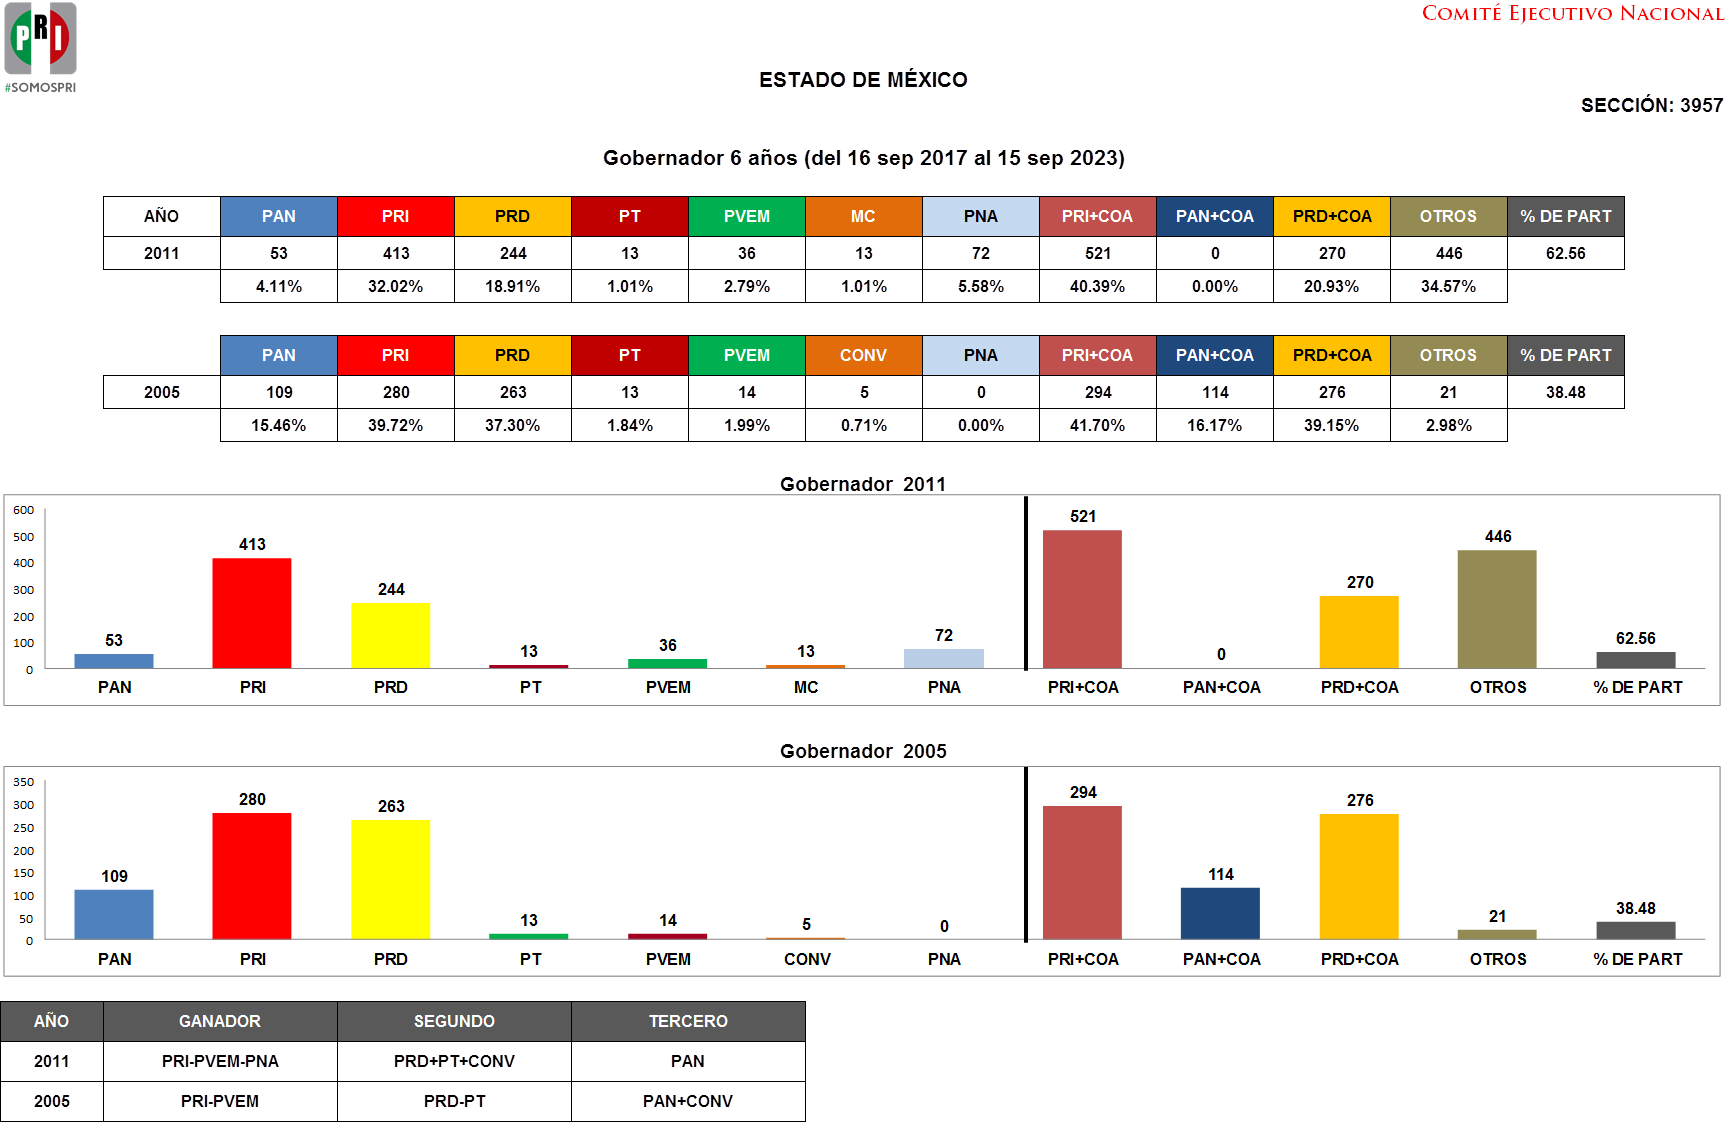 PRI
#SOMOSPRI
COMITÉ EJECUTIVO NACIONAL
ESTADO DE MÉXICO
SECCIÓN: 3957
Gobernador 6 años (del 16 sep 2017 al 15 sep 2023)
AÑO PAN PRI PRD PT PVEM MC PNA PRI+COA PAN+COA PRD+COA OTROS % DE PART
2011 53 413 244 13 36 13 72 521 0 270 446 62.56
4.11% 32.02% 18.91% 1.01% 2.79% 1.01% 5.58% 40.39% 0.00% 20.93% 34.57%
PAN PRI PRD PT PVEM CONV PNA PRI+COA PAN+COA PRD+COA OTROS % DE PART
2005 109 280 263 13 14 5 0 294 114 276 21 38.48
15.46% 39.72% 37.30% 1.84% 1.99% 0.71% 0.00% 41.70% 16.17% 39.15% 2.98%
Gobernador 2011
600
500
400
300
200
100
0
53 413 244 13 36 13 72 521 0 270 446 62.56
PAN PRI PRD PT PVEM MC PNA PRI+COA PAN+COA PRD+COA OTROS % DE PART
Gobernador 2005
350
300
250
200
150
100
50
0
109 280 263 13 14 5 0 294 114 276 21 38.48
PAN PRI PRD PT PVEM CONV PNA PRI+COA PAN+COA PRD+COA OTROS % DE PART
AÑO GANADOR SEGUNDO TERCERO
2011 PRI-PVEM-PNA PRD+PT+CONV PAN
2005 PRI-PVEM PRD-PT PAN+CONV